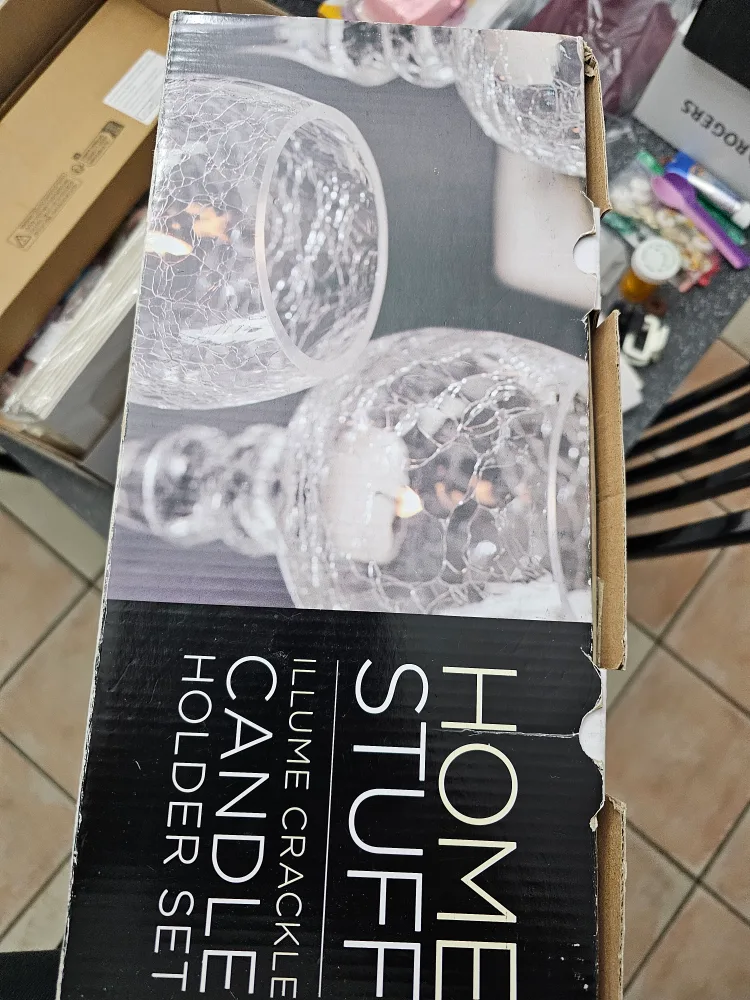 HOME
STUFF
ILLUME CRACKLE
CANDLE
HOLDER SET
ROGERS